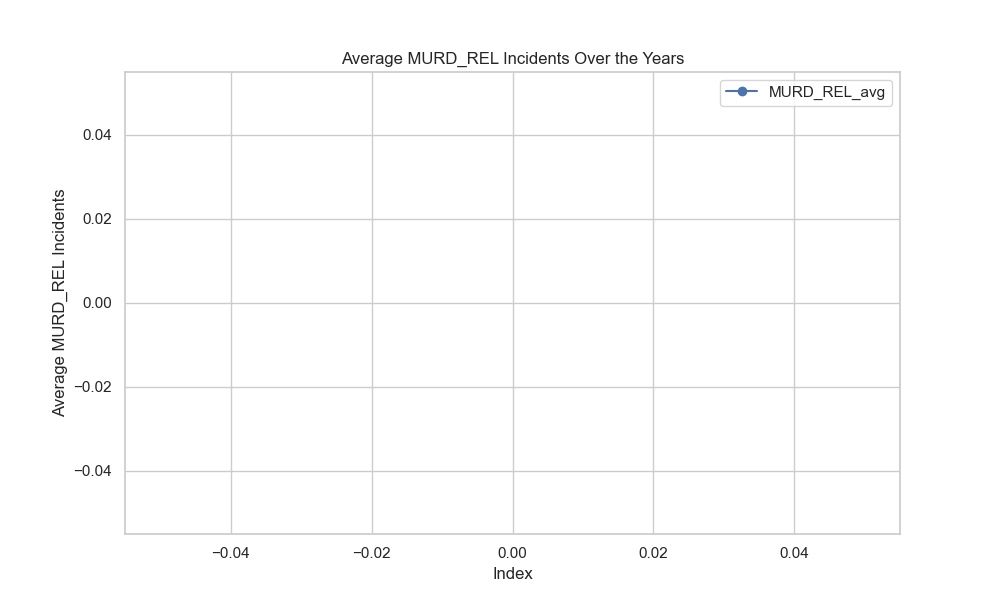 Average MURD_REL Incidents Over the Years
MURD_REL_avg
Average MURD_REL Incidents
0.04
0.02
0.00
−0.02
−0.04
−0.04
−0.02
0.00
0.02
0.04
Index